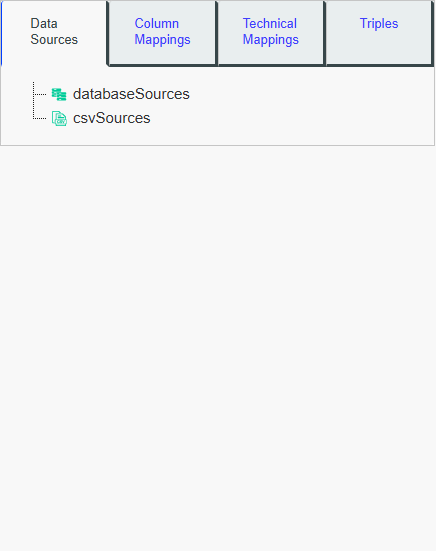 Data
Sources
Column
Mappings
Technical
Mappings
Triples
databaseSources
csvSources